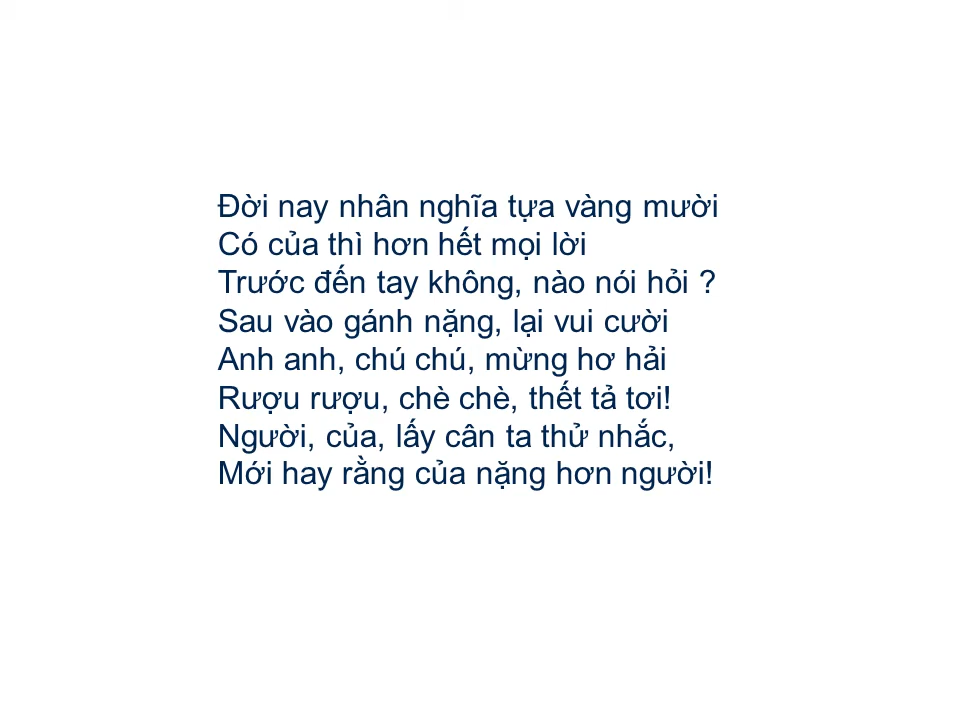 Đời nay nhân nghĩa tựa vàng mười
Có của thì hơn hết mọi lời
Trước đến tay không, nào nói hỏi ?
Sau vào gánh nặng, lại vui cười
Anh anh, chú chú, mừng hơ hải
Rượu rượu, chè chè, thết tả tơi!
Người, của, lấy cân ta thử nhắc,
Mới hay rằng của nặng hơn người!